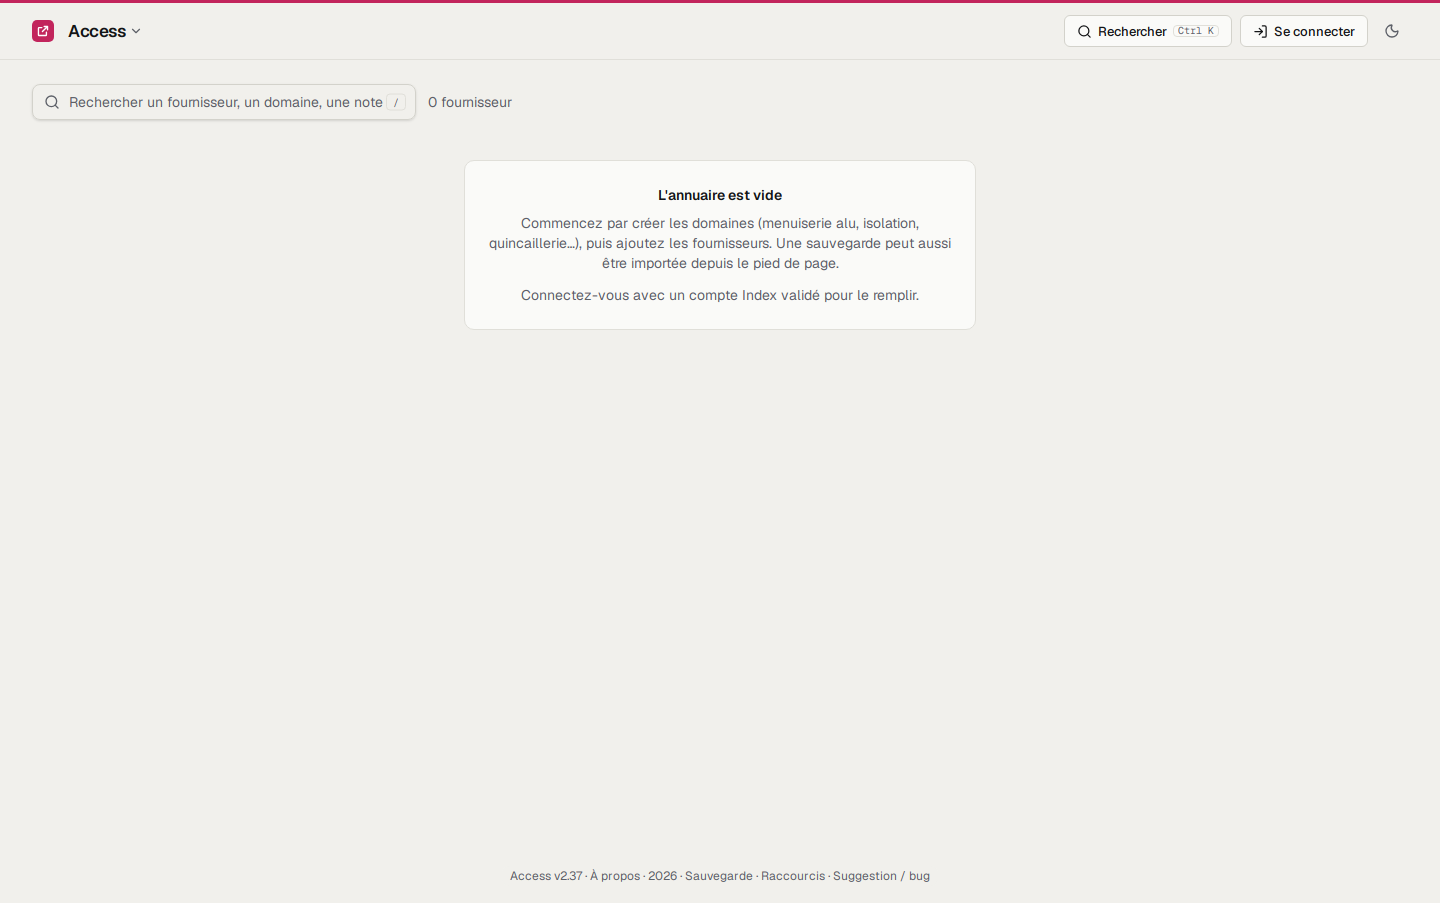 Access
Rechercher Ctrl K
Se connecter
Rechercher un fournisseur, un domaine, une note /
0 fournisseur
L'annuaire est vide
Commencez par créer les domaines (menuiserie alu, isolation,
quincaillerie…), puis ajoutez les fournisseurs. Une sauvegarde peut aussi
être importée depuis le pied de page.
Connectez-vous avec un compte Index validé pour le remplir.
Access v2.37 · À propos · 2026 · Sauvegarde · Raccourcis · Suggestion / bug